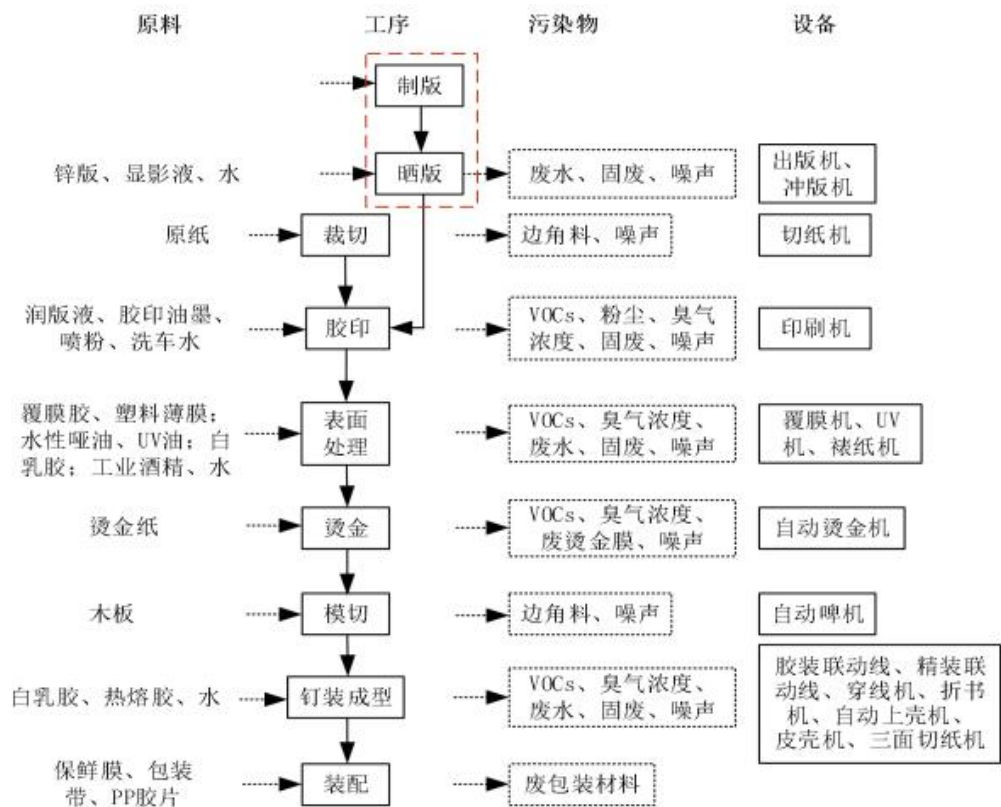 原料 工序 污染物 设备
制版
锌版、显影液、水 晒版 废水、固废、噪声 出版机、
冲版机
原纸 裁切 边角料、噪声 切纸机
润版液、胶印油墨、
喷粉、洗车水
胶印
VOCs、粉尘、臭气
浓度、固废、噪声
印刷机
覆膜胶、塑料薄膜；
水性哑油、UV油；白
乳胶；工业酒精、水
表面
处理
VOCs、臭气浓度、
废水、固废、噪声
覆膜机、UV
机、裱纸机
烫金纸
烫金
VOCs、臭气浓度、
废烫金膜、噪声
自动烫金机
木板 模切 边角料、噪声 自动啤机
白乳胶、热熔胶、水
钉装成型
VOCs、臭气浓度、
废水、固废、噪声
胶装联动线、精装联
动线、穿线机、折书
机、自动上壳机、
皮壳机、三面切纸机
保鲜膜、包装
带、PP胶片
装配
废包装材料